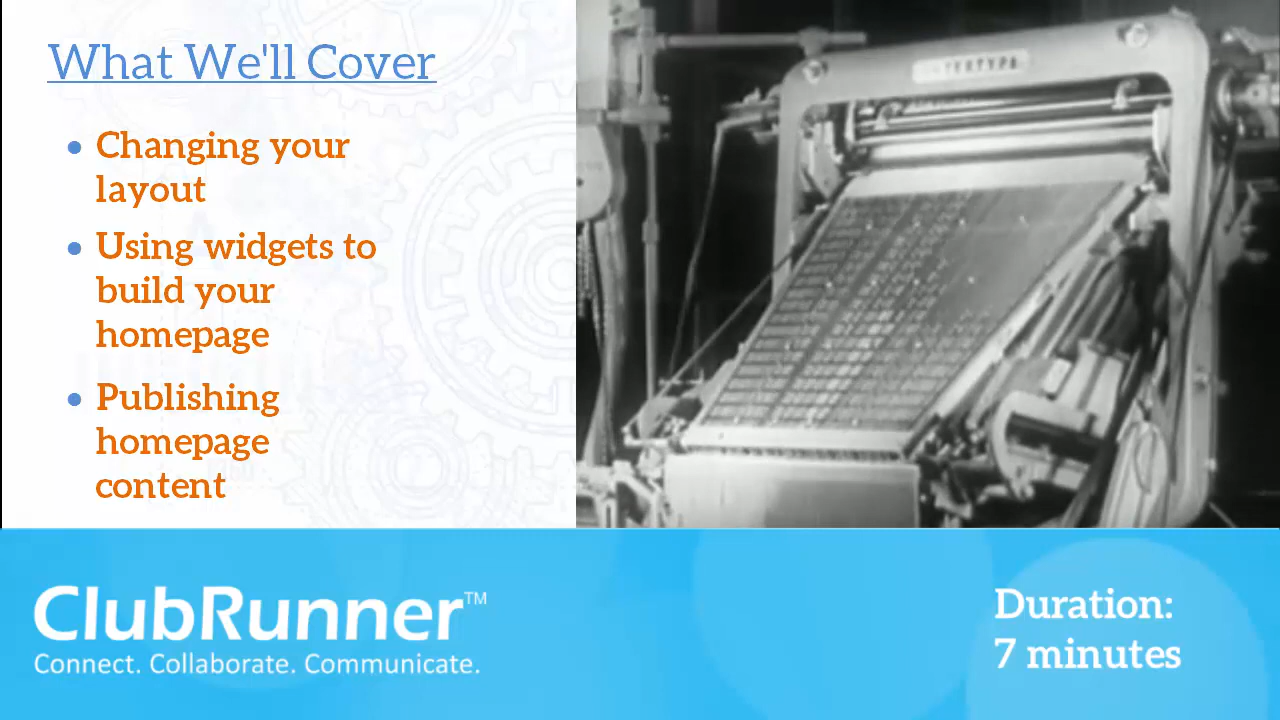 What We'll Cover
• Changing your
layout
• Using widgets to
build your
homepage
• Publishing
homepage
content
ClubRunner™
Connect. Collaborate. Communicate.
Duration:
7 minutes